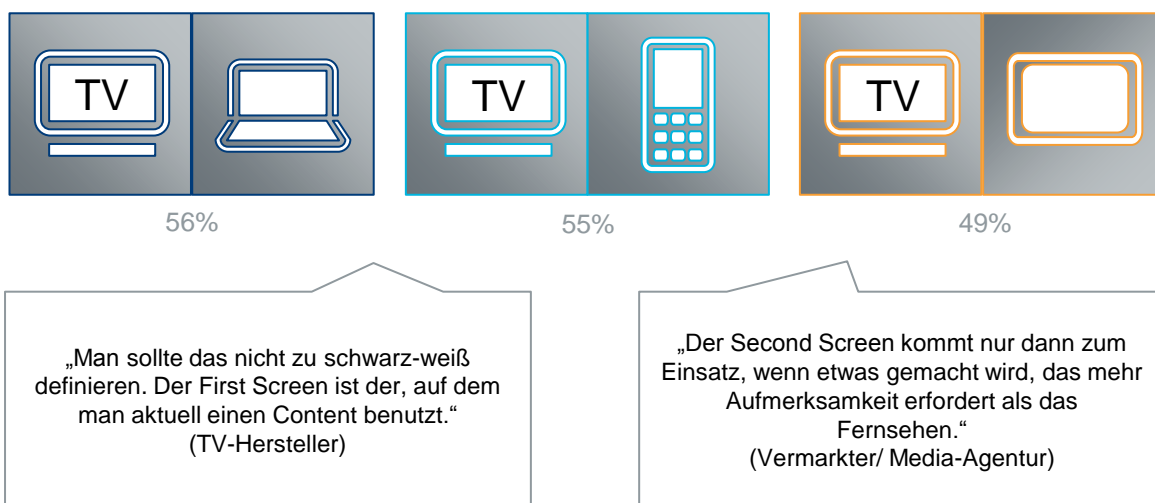 TV
TV
TV
56%
55%
49%
„Man sollte das nicht zu schwarz-weiß
definieren. Der First Screen ist der, auf dem
man aktuell einen Content benutzt.“
(TV-Hersteller)
„Der Second Screen kommt nur dann zum
Einsatz, wenn etwas gemacht wird, das mehr
Aufmerksamkeit erfordert als das
Fernsehen.“
(Vermarkter/ Media-Agentur)